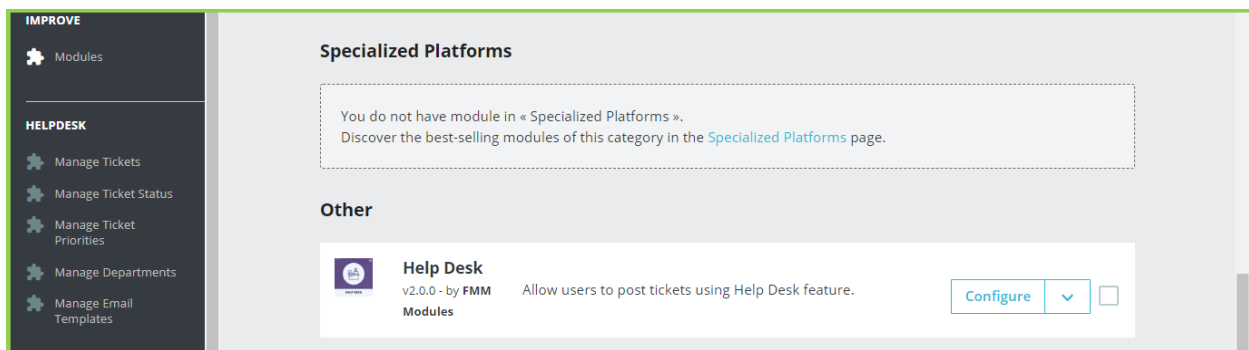 IMPROVE
Modules
HELPDESK
Manage Tickets
Manage Ticket Status
Manage Ticket
Priorities
Manage Departments
Manage Email
Templates
Specialized Platforms
You do not have module in « Specialized Platforms ».
Discover the best-selling modules of this category in the Specialized Platforms page.
Other
Help Desk
v2.0.0 - by FMM
Modules
Allow users to post tickets using Help Desk feature.
Configure